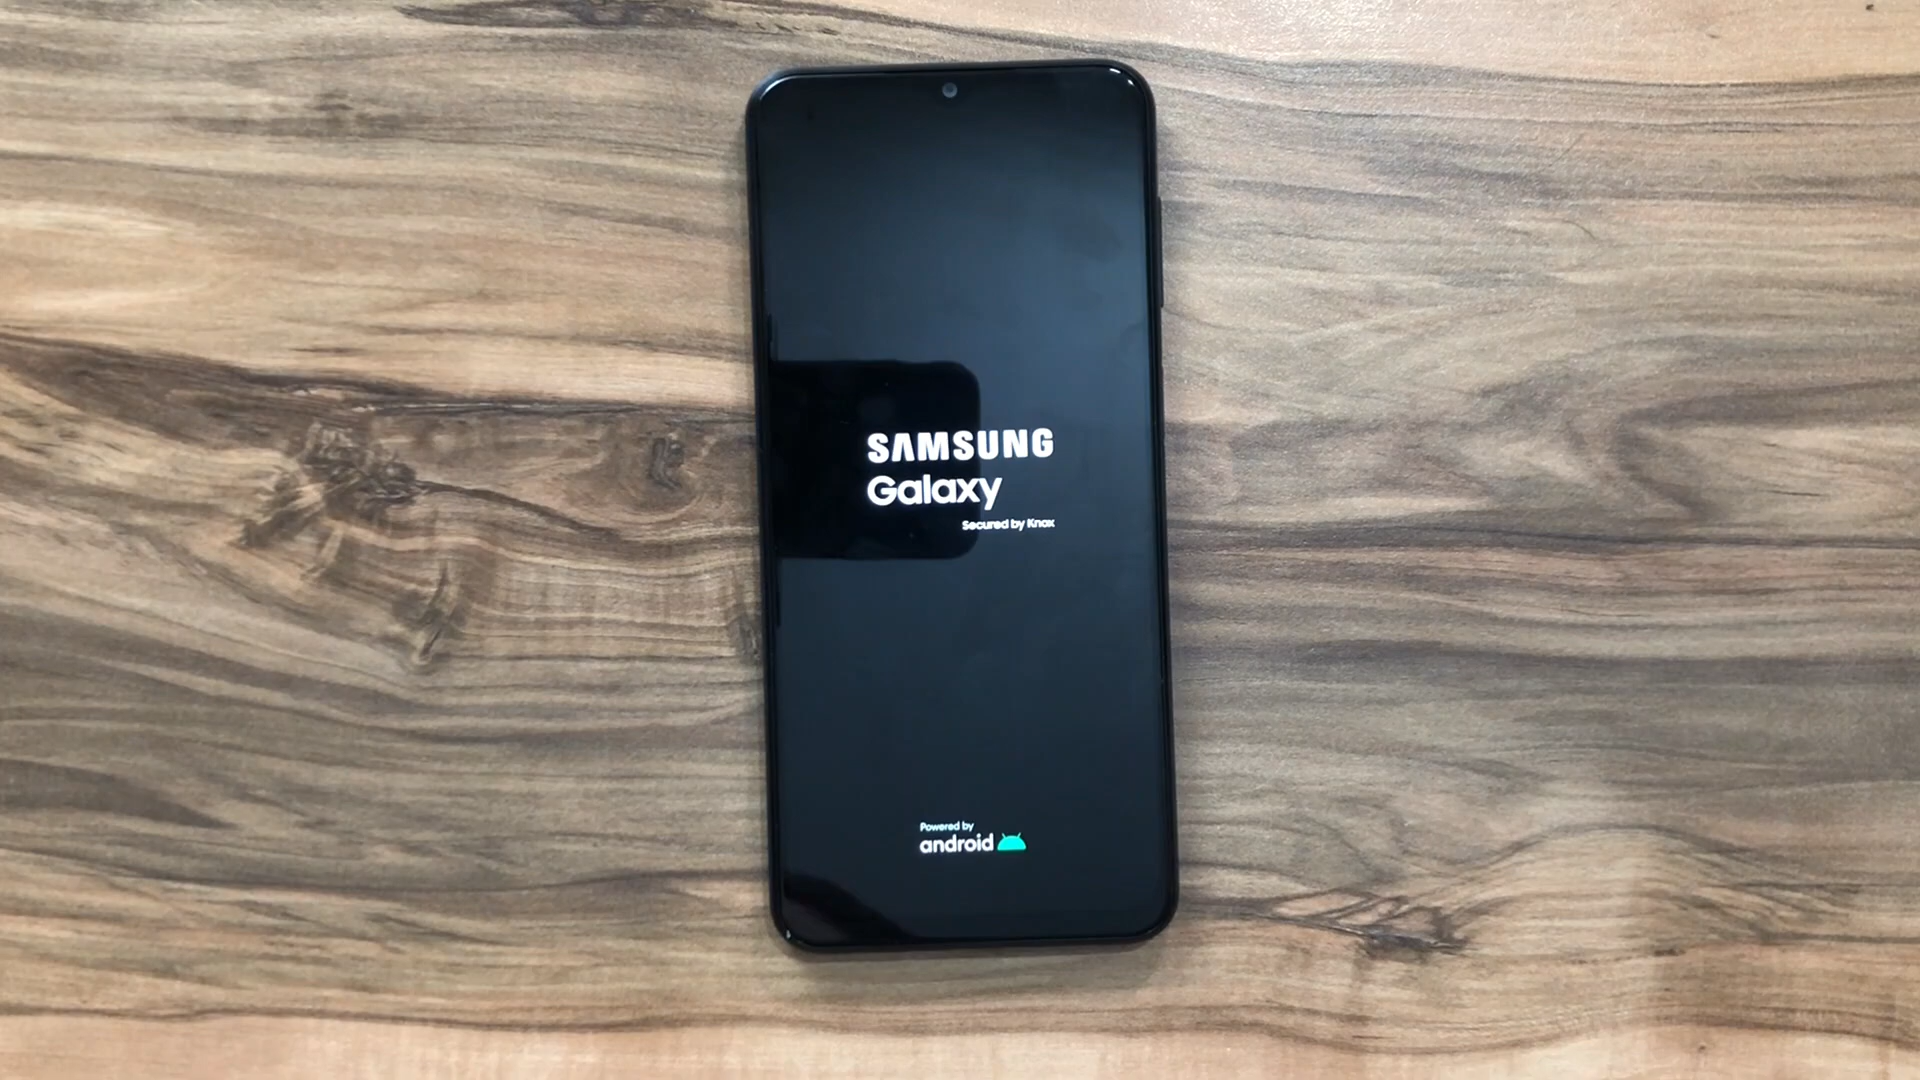 SAMSUNG
Galaxy
Secured by Knox
Powered by
android